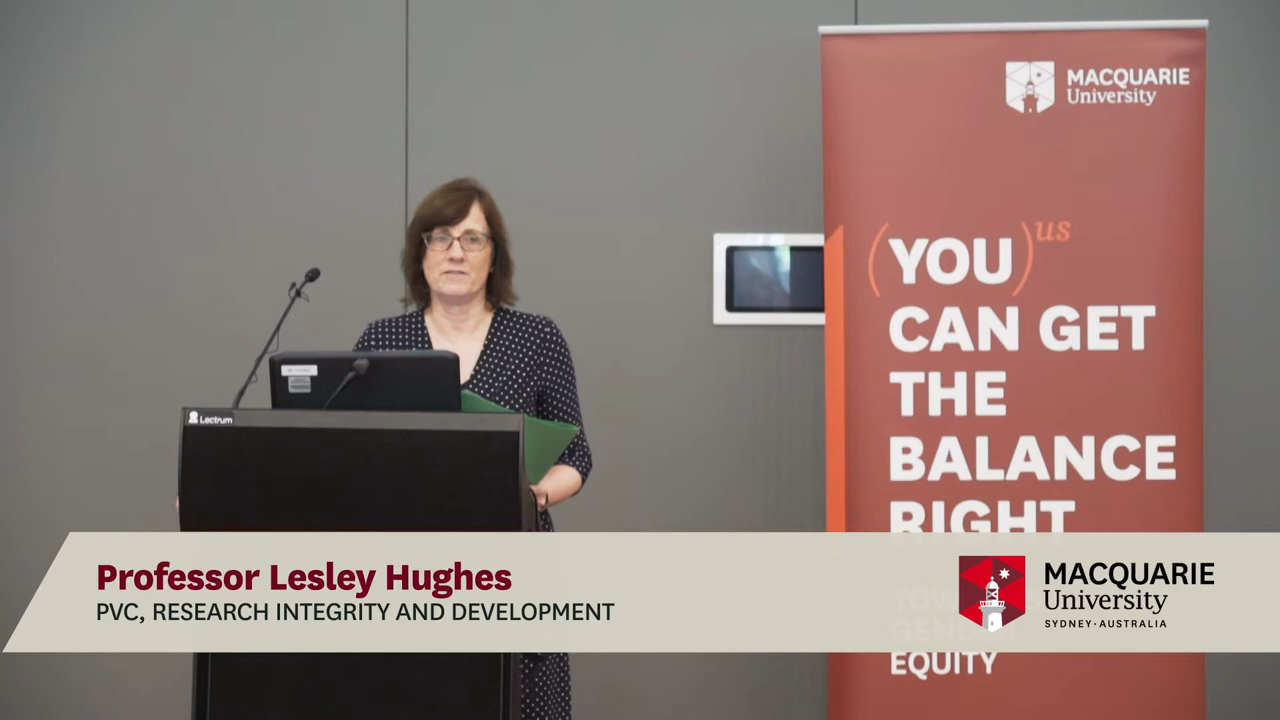 MACQUARIE
University
(YOU)us
CAN GET
THE
BALANCE
RIGHT
GENDER
EQUITY
Lectrum
Professor Lesley Hughes
PVC, RESEARCH INTEGRITY AND DEVELOPMENT
MACQUARIE
University
SYDNEY·AUSTRALIA